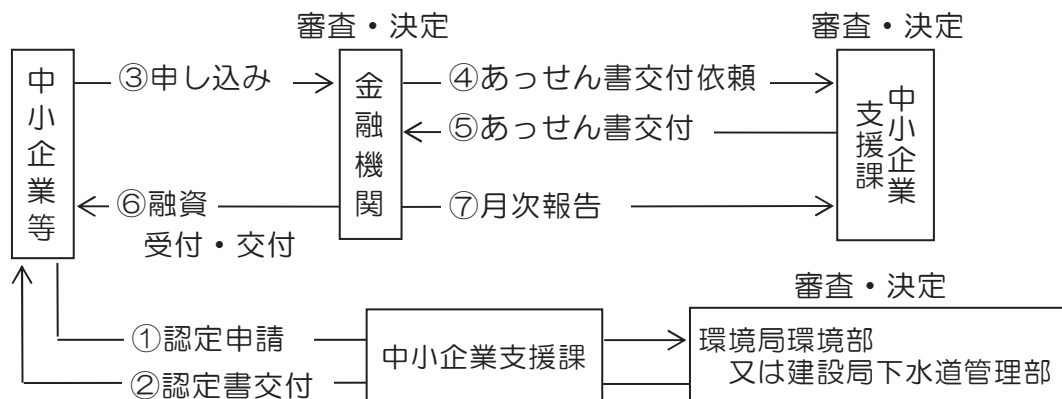 審査・決定
審査・決定
中小企業等
③申し込み
金融機関
④あっせん書交付依頼
⑤あっせん書交付
中小企業
支援課
⑥融資
⑦月次報告
受付・交付
審査・決定
①認定申請
②認定書交付
中小企業支援課
環境局環境部
又は建設局下水道管理部